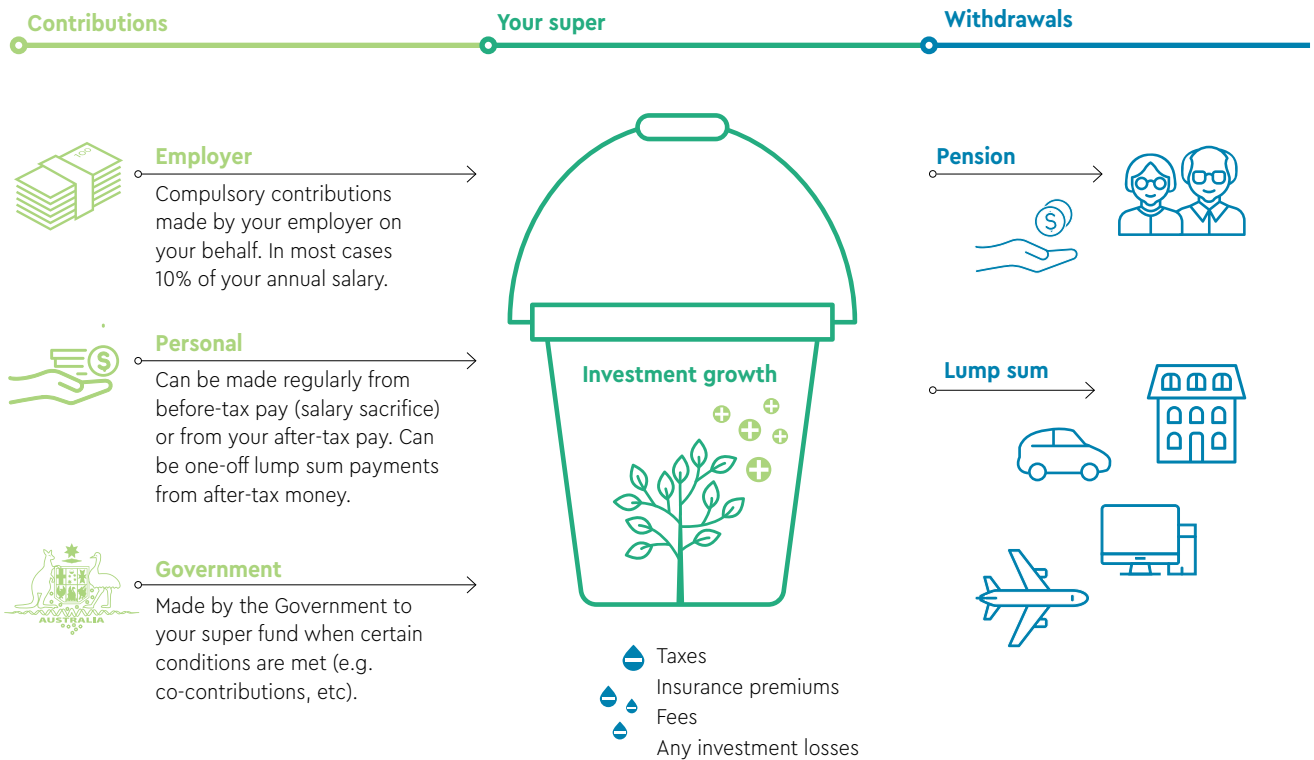 Contributions
Your super
Withdrawals
Employer
Compulsory contributions
made by your employer on
your behalf. In most cases
10% of your annual salary.
100
Personal
Can be made regularly from
before-tax pay (salary sacrifice)
or from your after-tax pay. Can
be one-off lump sum payments
from after-tax money.
$
Government
Made by the Government to
your super fund when certain
conditions are met (e.g.
co-contributions, etc).
AUSTRALIA
Investment growth
Taxes
Insurance premiums
Fees
Any investment losses
Pension
$
Lump sum